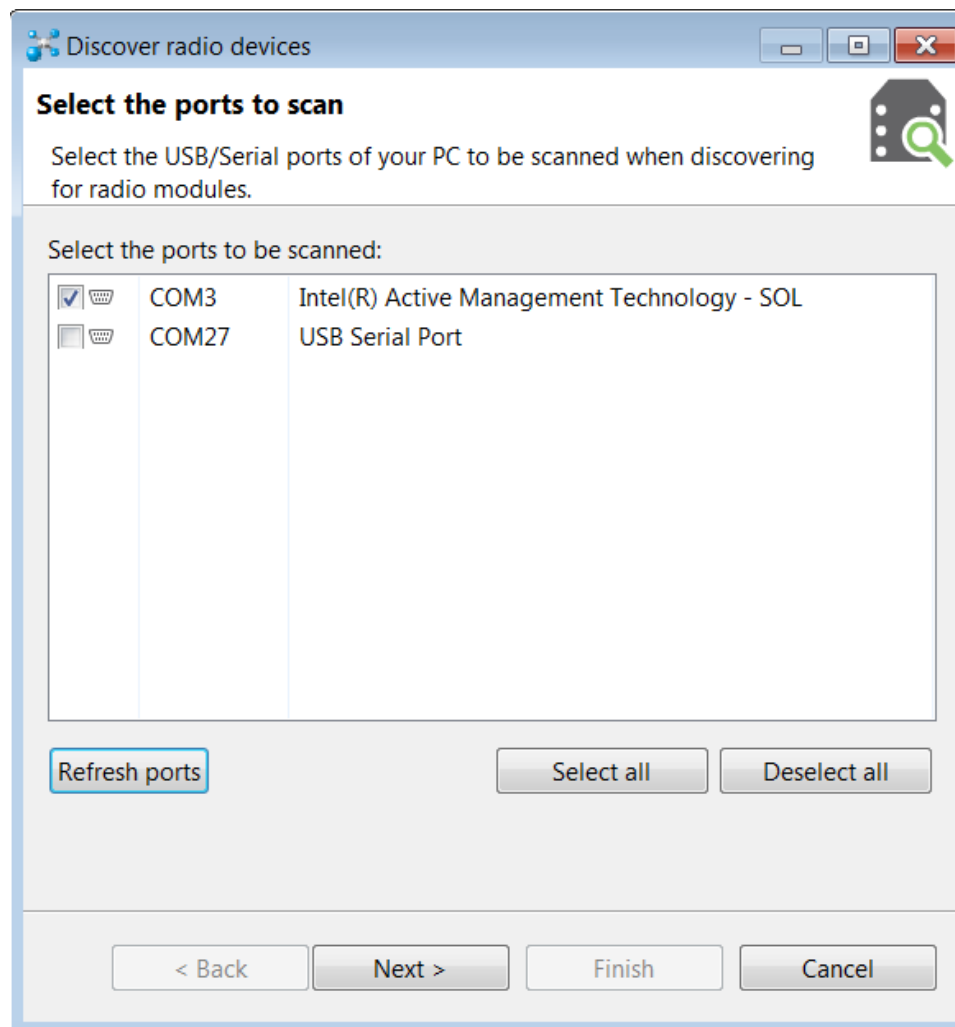 Discover radio devices
Select the ports to scan
Select the USB/Serial ports of your PC to be scanned when discovering
for radio modules.
Select the ports to be scanned:
COM3 Intel(R) Active Management Technology - SOL
COM27 USB Serial Port
Refresh ports Select all Deselect all
< Back Next > Finish Cancel